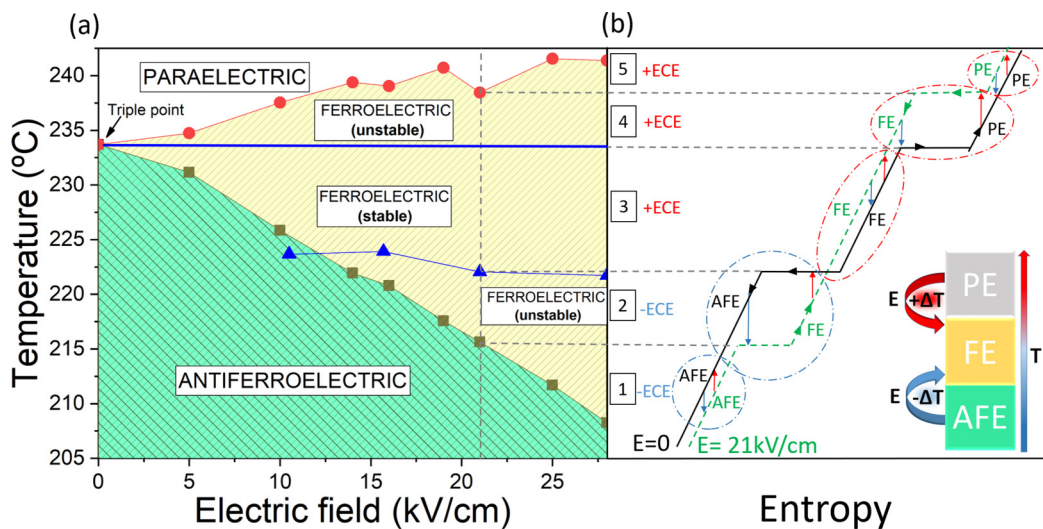 (a)
240
235
230
225
220
215
210
205
Temperature (ºC)
PARAELECTRIC
Triple point
FERROELECTRIC
(unstable)
FERROELECTRIC
(stable)
FERROELECTRIC
(unstable)
ANTIFERROELECTRIC
0
5
10
15
20
25
Electric field (kV/cm)
(b)
5 +ECE
4 +ECE
3 +ECE
2 -ECE
1 -ECE
PE
PE
FE
PE
FE
FE
AFE
FE
AFE
AFE
E=0
E= 21kV/cm
PE
E +ΔT
FE
T
E -ΔT
AFE
Entropy